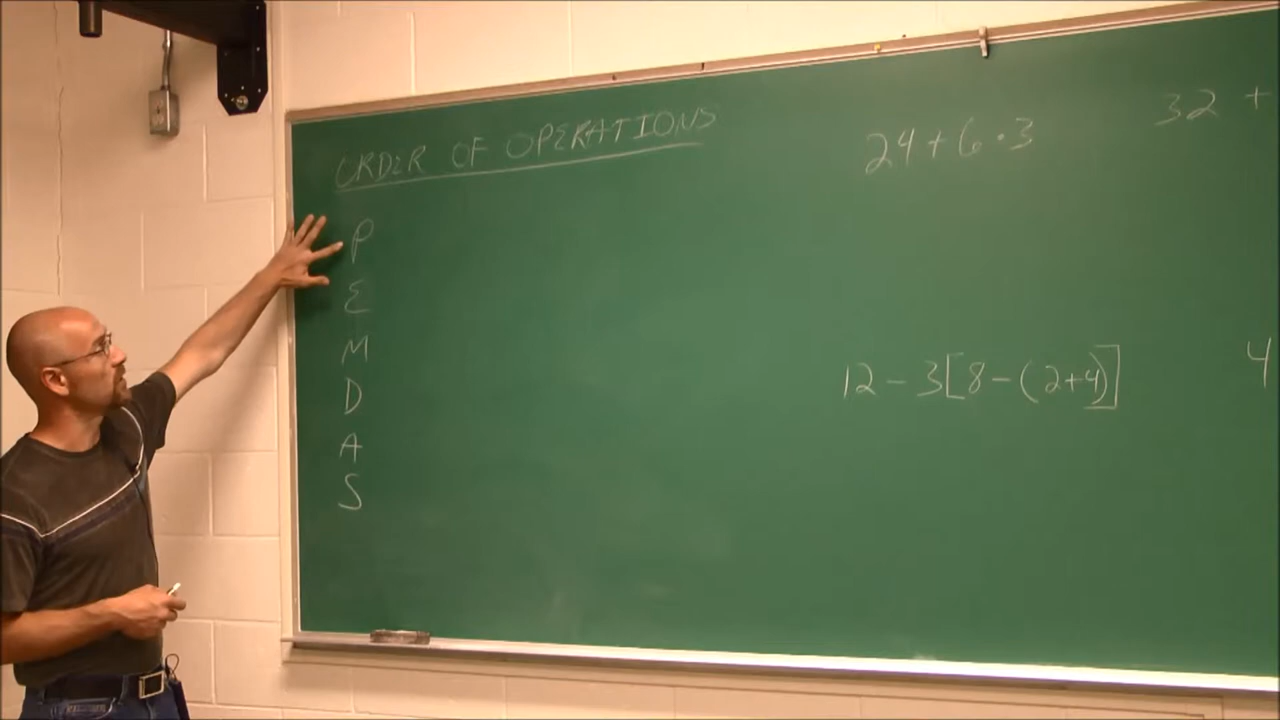 ORDER OF OPERATIONS
P
E
M
D
A
S
24 + 6 · 3
32 +
12 - 3[8 - (2+4)]
4